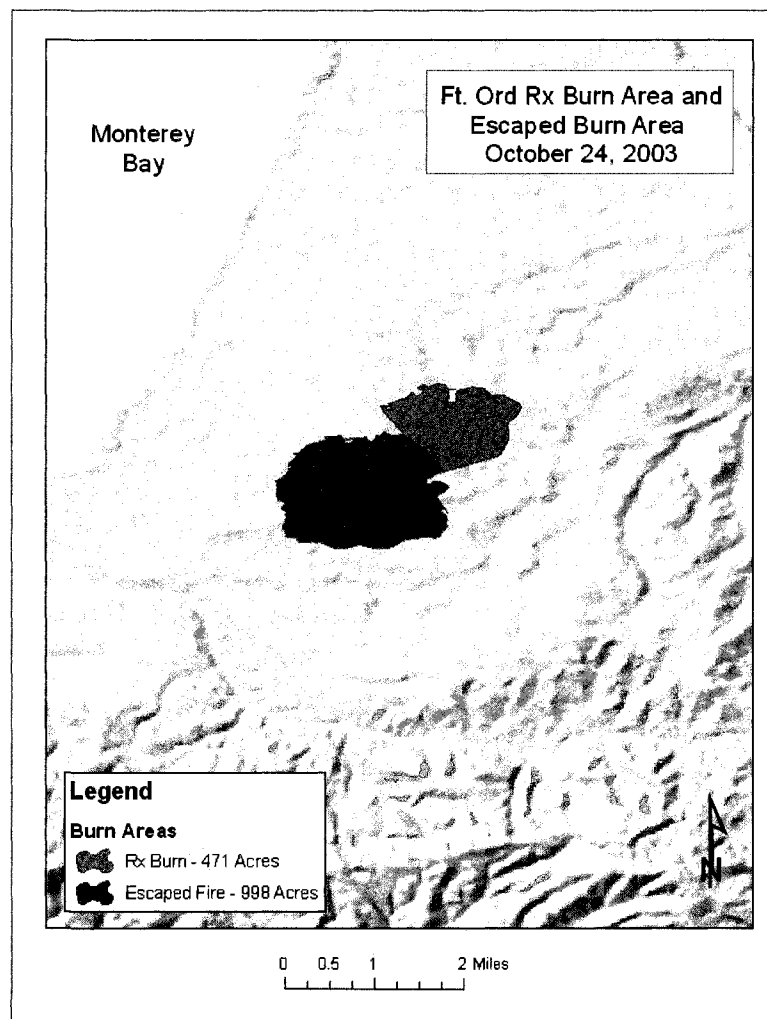 Ft. Ord Rx Burn Area and
Escaped Burn Area
October 24, 2003
Monterey
Bay
Legend
Burn Areas
Rx Burn - 471 Acres
Escaped Fire - 998 Acres
N
0 0.5 1 2 Miles